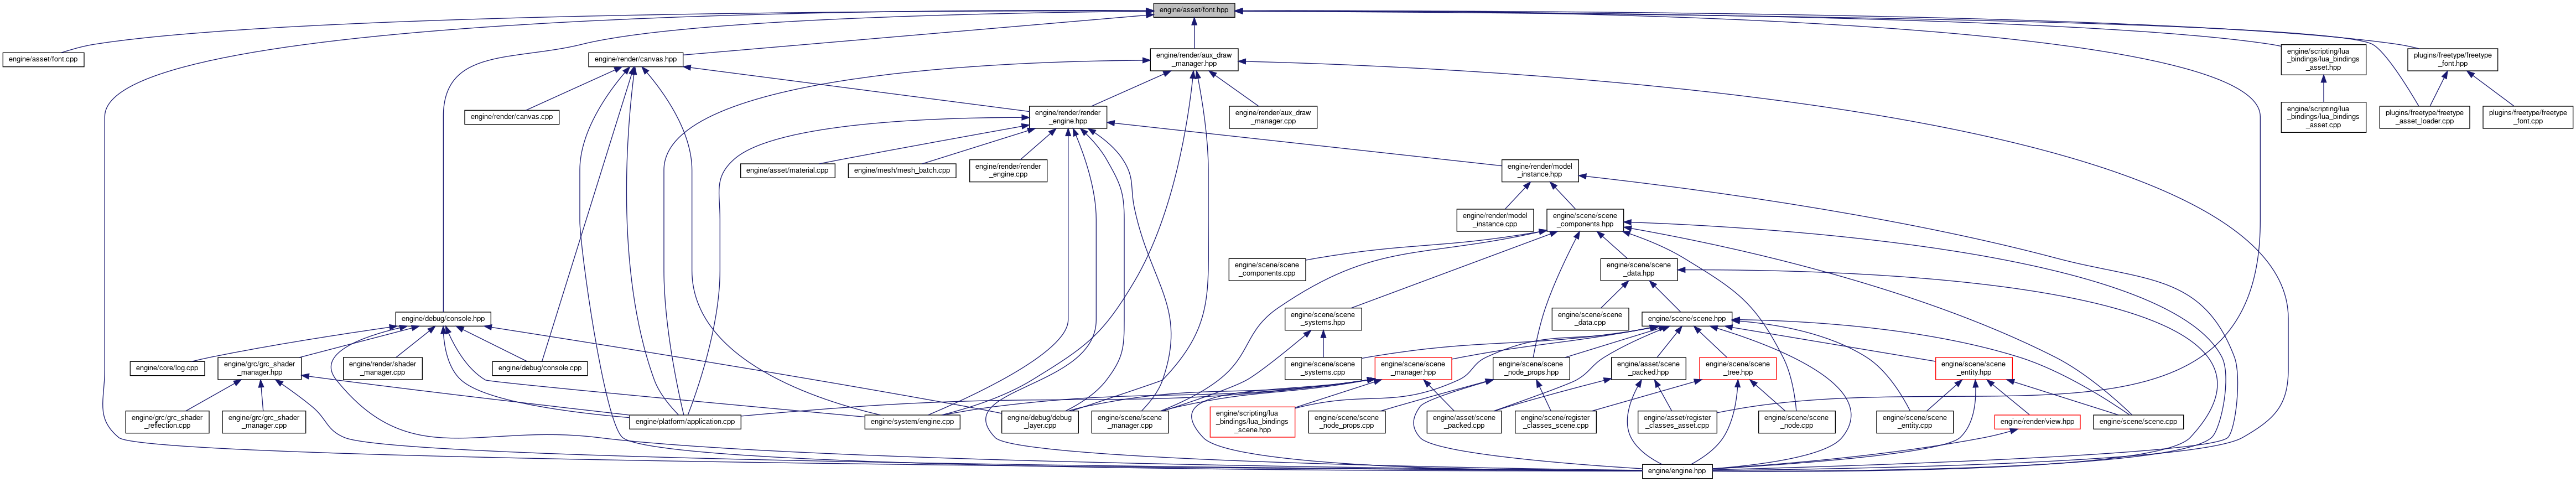 engine/asset/font.hpp
engine/asset/font.cpp
engine/render/canvas.hpp
engine/render/aux_draw
_manager.hpp
engine/scripting/lua
_bindings/lua_bindings
_asset.hpp
plugins/freetype/freetype
_font.hpp
engine/render/canvas.cpp
engine/render/render
_engine.hpp
engine/render/aux_draw
_manager.cpp
engine/scripting/lua
_bindings/lua_bindings
_asset.cpp
plugins/freetype/freetype
_asset_loader.cpp
plugins/freetype/freetype
_font.cpp
engine/asset/material.cpp
engine/mesh/mesh_batch.cpp
engine/render/render
_engine.cpp
engine/render/model
_instance.hpp
engine/render/model
_instance.cpp
engine/scene/scene
_components.hpp
engine/scene/scene
_components.cpp
engine/scene/scene
_data.hpp
engine/debug/console.hpp
engine/scene/scene
_systems.hpp
engine/scene/scene
_data.cpp
engine/scene/scene.hpp
engine/core/log.cpp
engine/grc/grc_shader
_manager.hpp
engine/render/shader
_manager.cpp
engine/debug/console.cpp
engine/scene/scene
_systems.cpp
engine/scene/scene
_manager.hpp
engine/scene/scene
_node_props.hpp
engine/asset/scene
_packed.hpp
engine/scene/scene
_tree.hpp
engine/scene/scene
_entity.hpp
engine/grc/grc_shader
_reflection.cpp
engine/grc/grc_shader
_manager.cpp
engine/platform/application.cpp
engine/system/engine.cpp
engine/debug/debug
_layer.cpp
engine/scene/scene
_manager.cpp
engine/scripting/lua
_bindings/lua_bindings
_scene.hpp
engine/scene/scene
_node_props.cpp
engine/asset/scene
_packed.cpp
engine/scene/register
_classes_scene.cpp
engine/asset/register
_classes_asset.cpp
engine/scene/scene
_node.cpp
engine/scene/scene
_entity.cpp
engine/render/view.hpp
engine/scene/scene.cpp
engine/engine.hpp